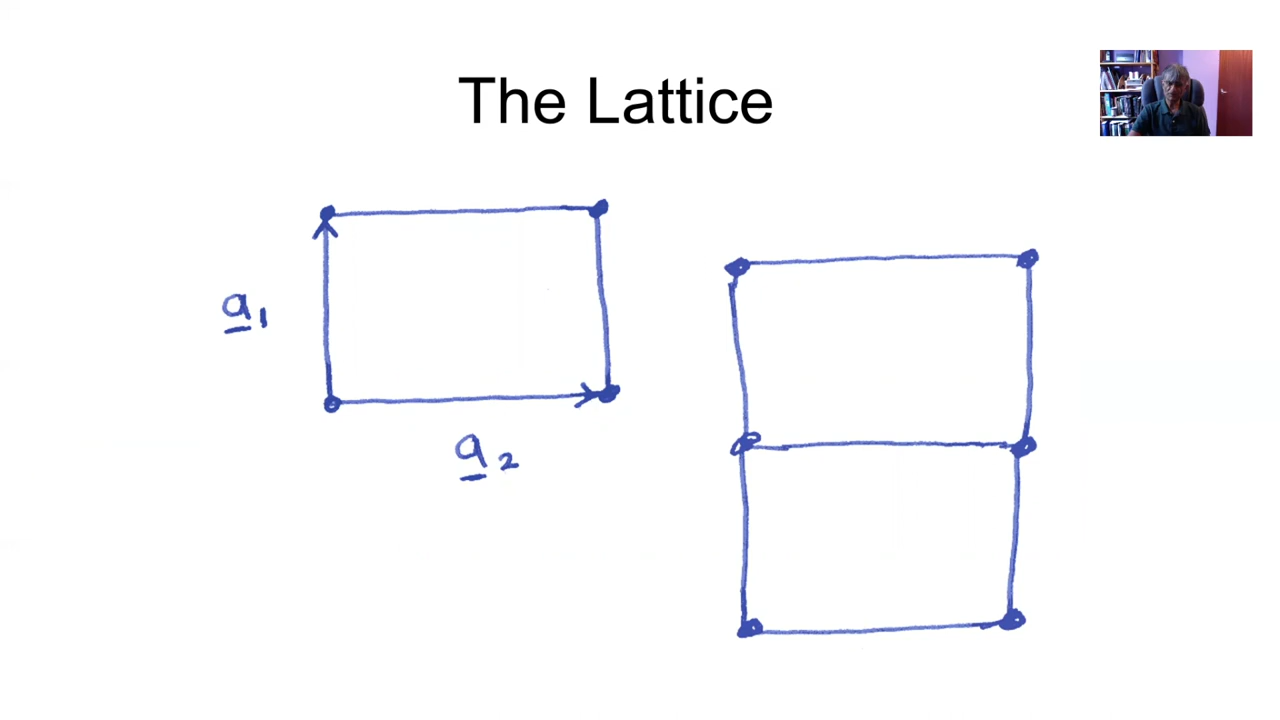 The Lattice
a₁
a₂